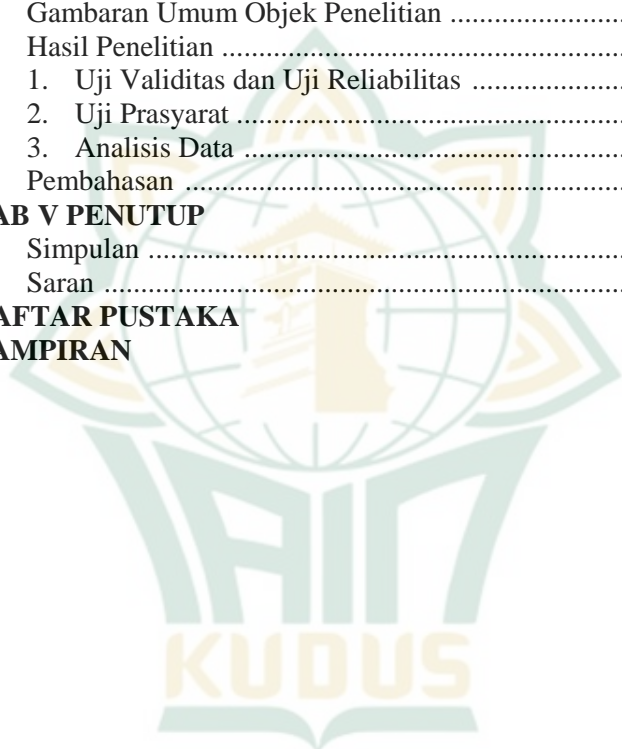 Gambaran Umum Objek Penelitian ........................
Hasil Penelitian .......................................................
1. Uji Validitas dan Uji Reliabilitas .....................
2. Uji Prasyarat ....................................................
3. Analisis Data ...................................................
Pembahasan ............................................................
AB V PENUTUP
Simpulan .................................................................
Saran .......................................................................
AFTAR PUSTAKA
AMPIRAN
IAIN
KUDUS